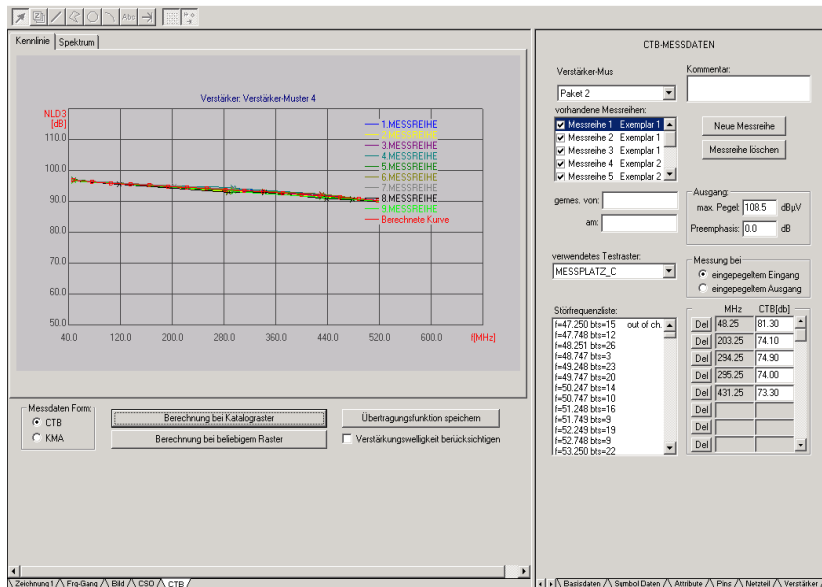 Abc
Kennlinie Spektrum
Verstärker: Verstärker-Muster 4
NLD3
[dB]
110.0
100.0
90.0
80.0
70.0
60.0
50.0
40.0 120.0 200.0 280.0 360.0 440.0 520.0 600.0 f[MHz]
1.MESSREIHE
2.MESSREIHE
3.MESSREIHE
4.MESSREIHE
5.MESSREIHE
6.MESSREIHE
7.MESSREIHE
8.MESSREIHE
9.MESSREIHE
Berechnete Kurve
Messdaten Form:
CTB
KMA
Berechnung bei Katalograster
Berechnung bei beliebigem Raster
Übertragungsfunktion speichern
Verstärkungswelligkeit berücksichtigen
Zeichnung1 Frq-Gang Bild CSO CTB
CTB-MESSDATEN
Verstärker-Mus
Paket 2
Kommentar:
vorhandene Messreihen:
Messreihe 1 Exemplar 1
Messreihe 2 Exemplar 1
Messreihe 3 Exemplar 1
Messreihe 4 Exemplar 2
Messreihe 5 Exemplar 2
Neue Messreihe
Messreihe löschen
gemes. von:
am:
Ausgang:
max. Pegel: 108.5 dBµV
Preemphasis: 0.0 dB
verwendetes Testraster:
MESSPLATZ_C
Messung bei
eingepegeltem Eingang
eingepegeltem Ausgang
Störfrequenzliste:
f=47.250 bts=15 out of ch.
f=47.748 bts=12
f=48.251 bts=26
f=48.747 bts=3
f=49.248 bts=23
f=49.747 bts=20
f=50.247 bts=14
f=50.747 bts=10
f=51.248 bts=16
f=51.749 bts=9
f=52.249 bts=19
f=52.748 bts=9
f=53.250 bts=22
MHz CTB[db]
Del 48.25 81.30
Del 203.25 74.10
Del 294.25 74.90
Del 295.25 74.00
Del 431.25 73.30
Del
Del
Del
Basisdaten Symbol Daten Attribute Pins Netzteil Verstärker